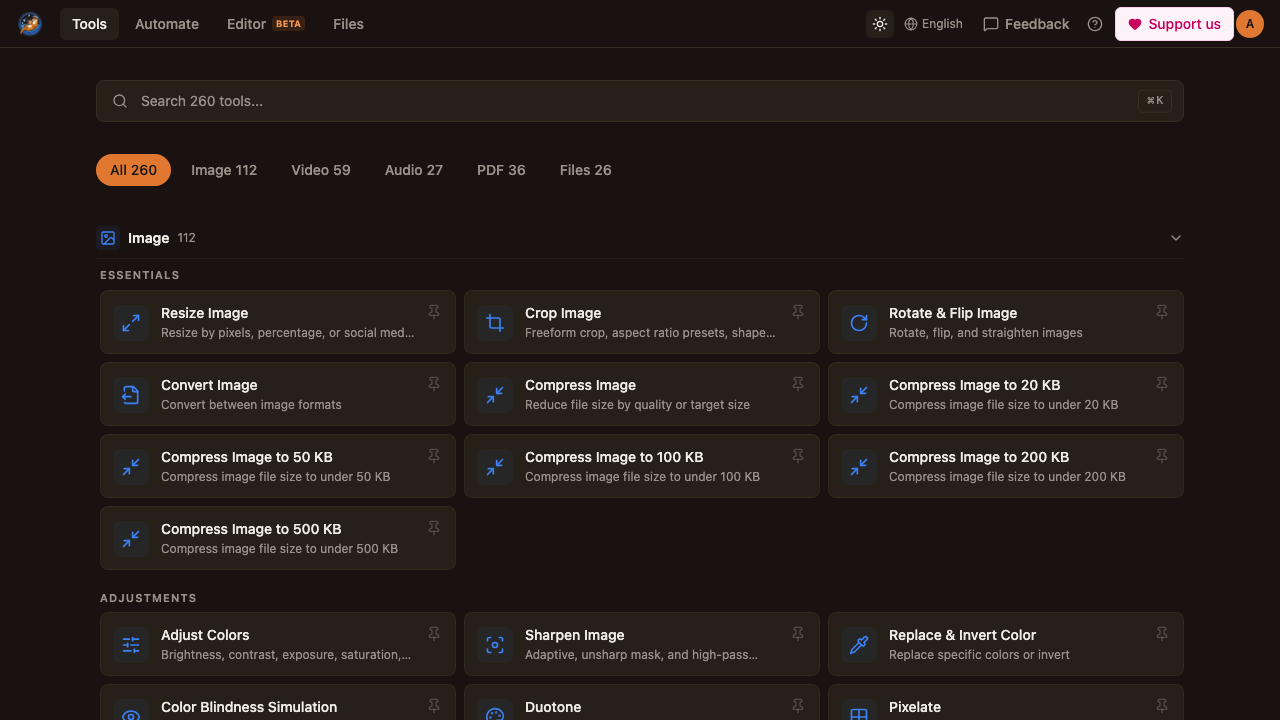 Tools Automate Editor BETA Files English Feedback Support us A
Search 260 tools... ⌘K
All 260 Image 112 Video 59 Audio 27 PDF 36 Files 26
Image 112
ESSENTIALS
Resize Image
Resize by pixels, percentage, or social med...
Crop Image
Freeform crop, aspect ratio presets, shape...
Rotate & Flip Image
Rotate, flip, and straighten images
Convert Image
Convert between image formats
Compress Image
Reduce file size by quality or target size
Compress Image to 20 KB
Compress image file size to under 20 KB
Compress Image to 50 KB
Compress image file size to under 50 KB
Compress Image to 100 KB
Compress image file size to under 100 KB
Compress Image to 200 KB
Compress image file size to under 200 KB
Compress Image to 500 KB
Compress image file size to under 500 KB
ADJUSTMENTS
Adjust Colors
Brightness, contrast, exposure, saturation,...
Sharpen Image
Adaptive, unsharp mask, and high-pass...
Replace & Invert Color
Replace specific colors or invert
Color Blindness Simulation
Duotone
Pixelate